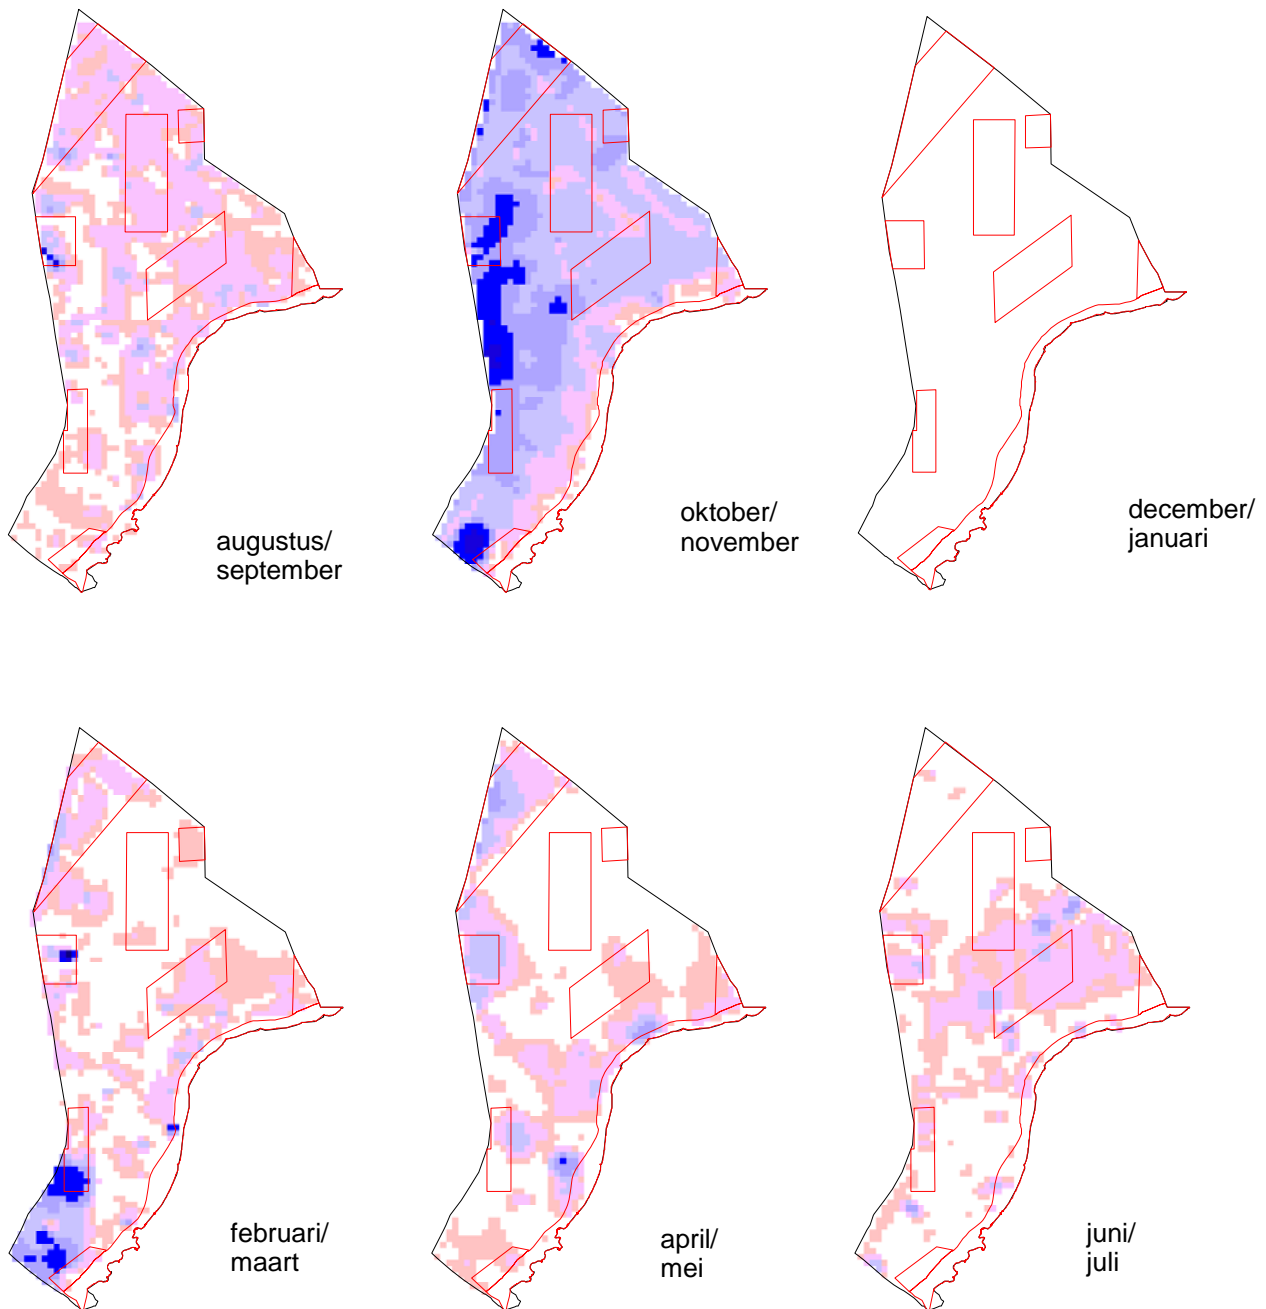 augustus/
september
oktober/
november
december/
januari
februari/
maart
april/
mei
juni/
juli